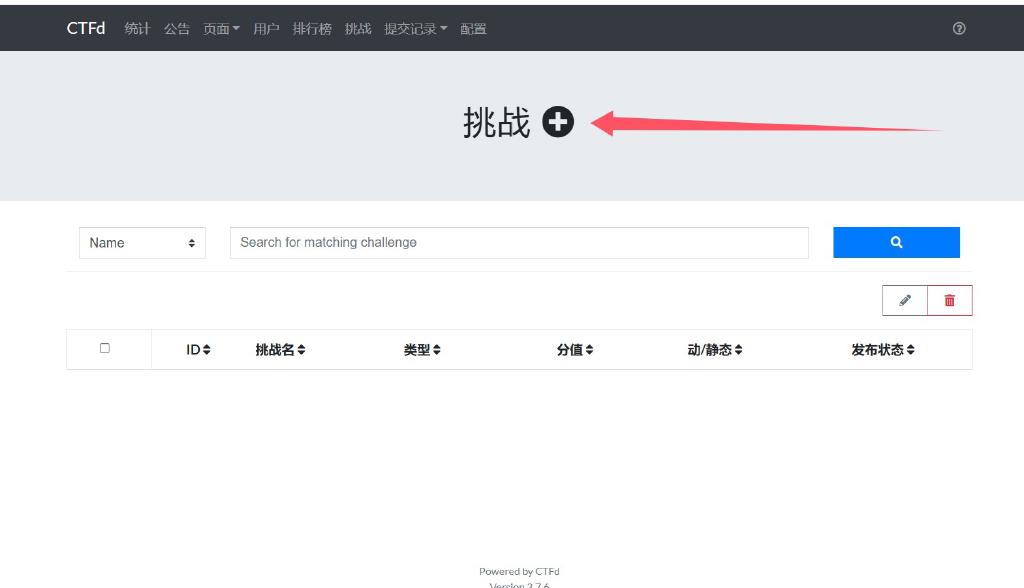 CTFd 统计 公告 页面 用户 排行榜 挑战 提交记录 配置
挑战
Name Search for matching challenge
ID 挑战名 类型 分值 动/静态 发布状态
Powered by CTFd
Version 3.7.6